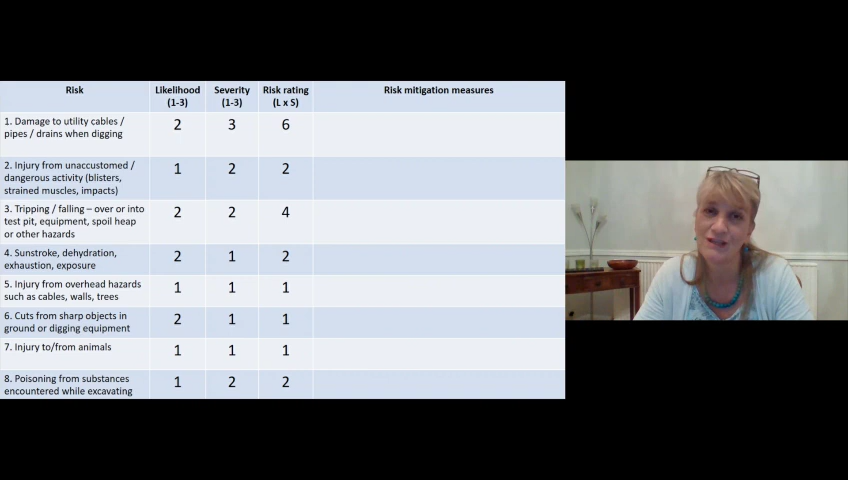 Risk Likelihood Severity Risk rating Risk mitigation measures
(1-3) (1-3) (L x S)
1. Damage to utility cables / 2 3 6
pipes / drains when digging
2. Injury from unaccustomed / 1 2 2
dangerous activity (blisters,
strained muscles, impacts)
3. Tripping / falling – over or into 2 2 4
test pit, equipment, spoil heap
or other hazards
4. Sunstroke, dehydration, 2 1 2
exhaustion, exposure
5. Injury from overhead hazards 1 1 1
such as cables, walls, trees
6. Cuts from sharp objects in 2 1 1
ground or digging equipment
7. Injury to/from animals 1 1 1
8. Poisoning from substances 1 2 2
encountered while excavating